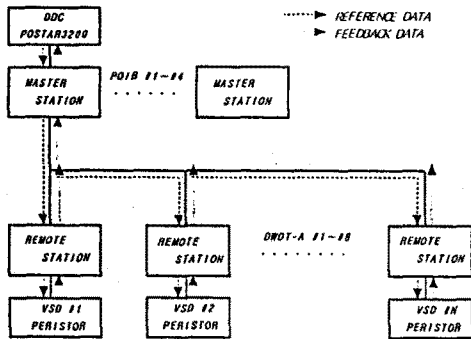 DDC
POSTAR3200
REFERENCE DATA
FEEDBACK DATA
MASTER
STATION
POIB #1~#4
MASTER
STATION
REMOTE
STATION
REMOTE
STATION
DWOT-A #1~#8
REMOTE
STATION
VSD #1
PERISTOR
VSD #2
PERISTOR
VSD #N
PERISTOR